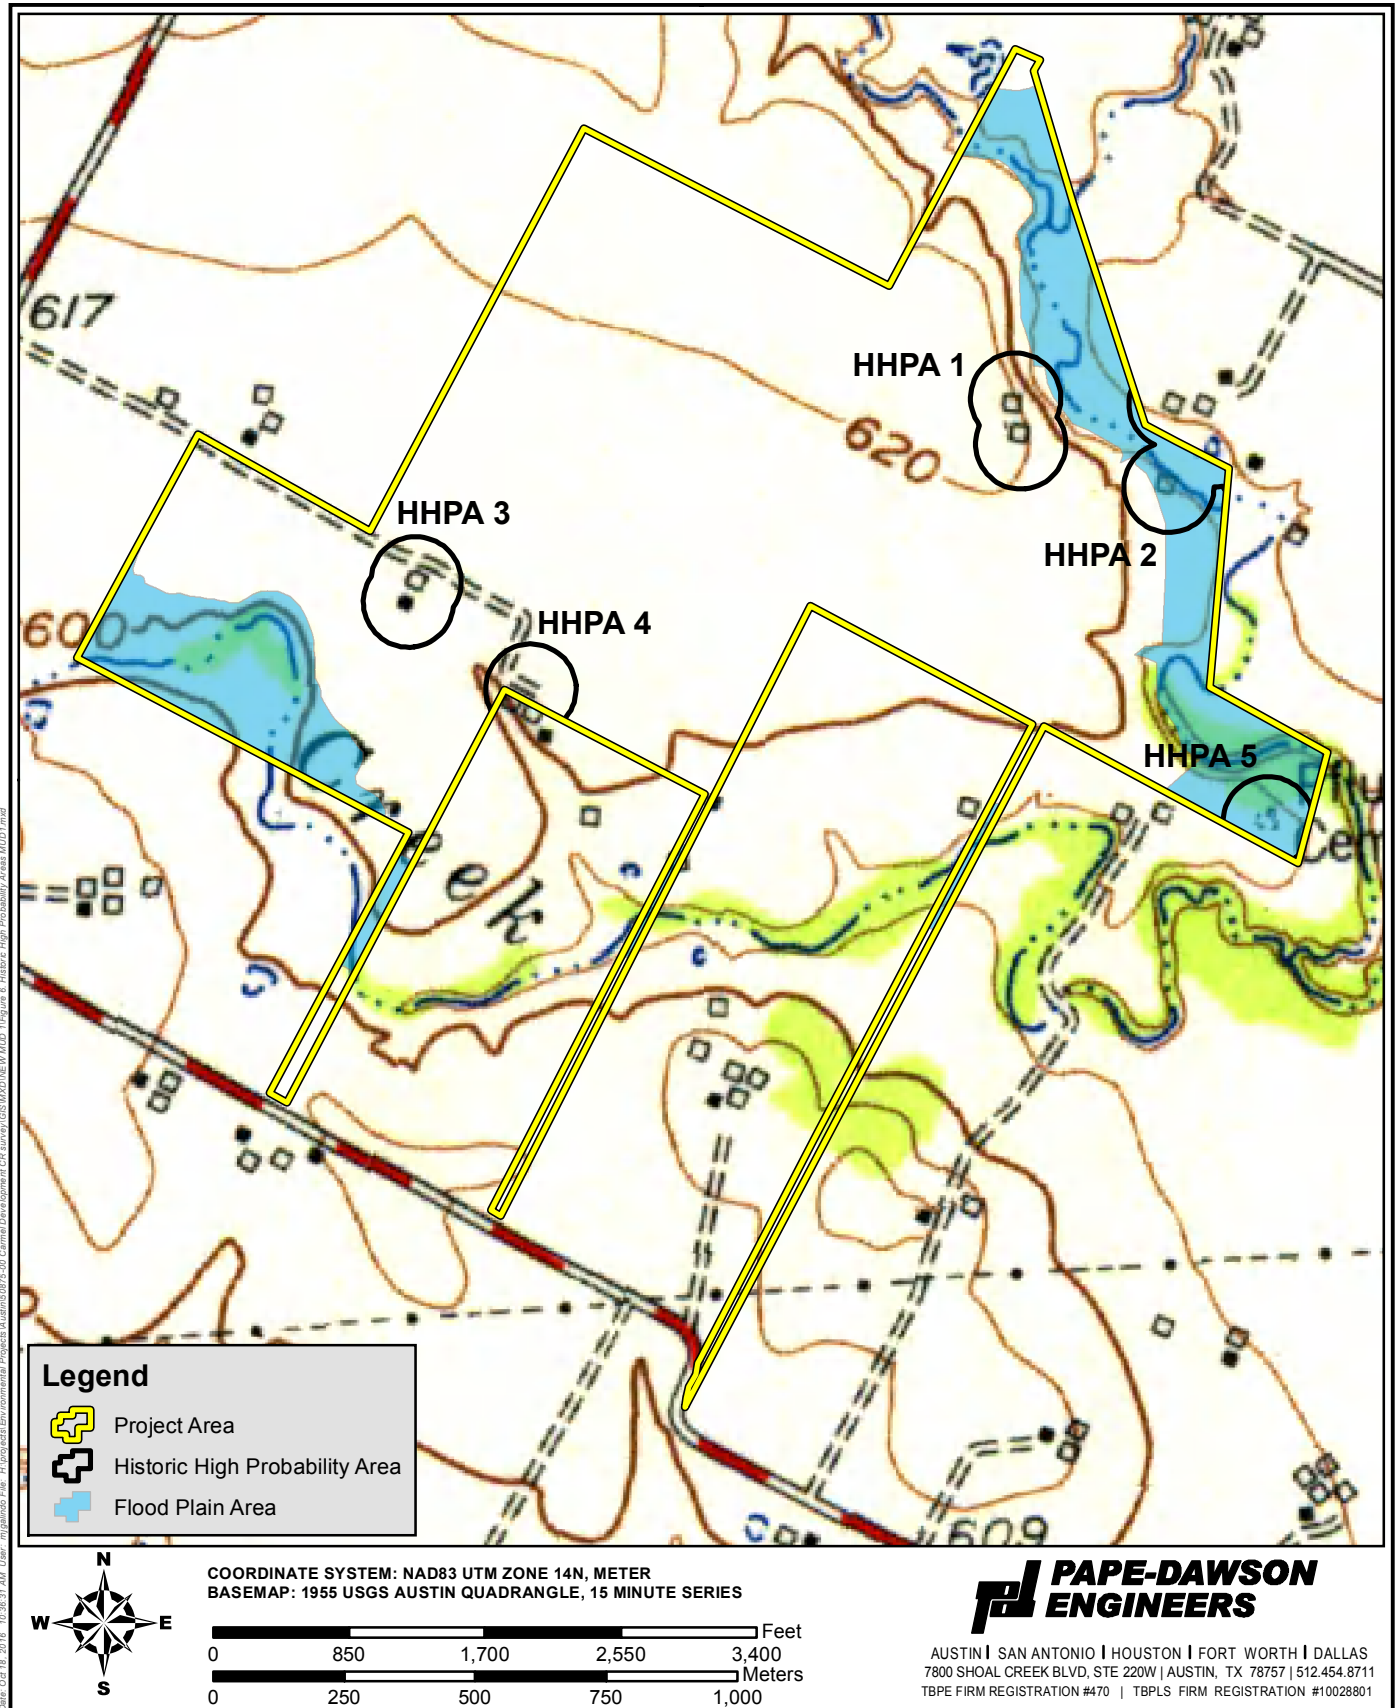 617
HHPA 1
620
HHPA 3
HHPA 2
HHPA 4
600
HHPA 5
Cem
609
Legend
Project Area
Historic High Probability Area
Flood Plain Area
N
W E
S
COORDINATE SYSTEM: NAD83 UTM ZONE 14N, METER
BASEMAP: 1955 USGS AUSTIN QUADRANGLE, 15 MINUTE SERIES
Feet
0 850 1,700 2,550 3,400
Meters
0 250 500 750 1,000
PAPE-DAWSON
ENGINEERS
AUSTIN | SAN ANTONIO | HOUSTON | FORT WORTH | DALLAS
7800 SHOAL CREEK BLVD, STE 220W | AUSTIN, TX 78757 | 512.454.8711
TBPE FIRM REGISTRATION #470 | TBPLS FIRM REGISTRATION #10028801